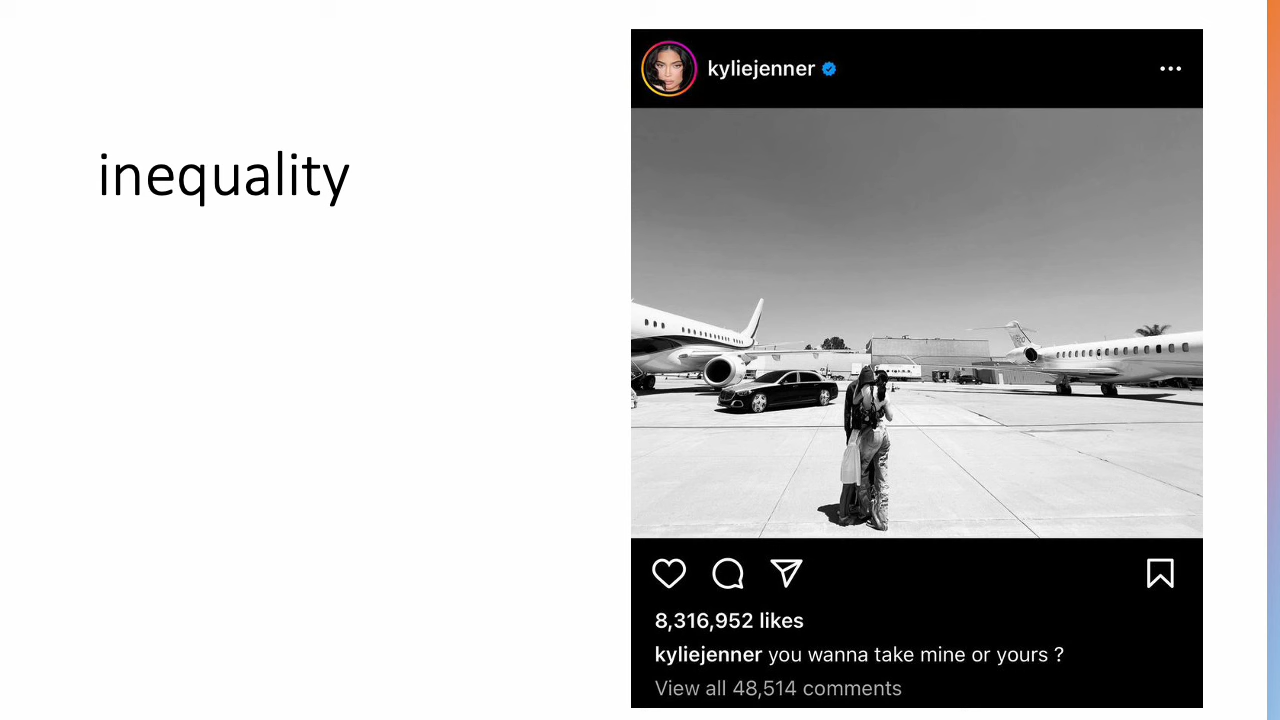 inequality
kyliejenner
8,316,952 likes
kyliejenner you wanna take mine or yours ?
View all 48,514 comments